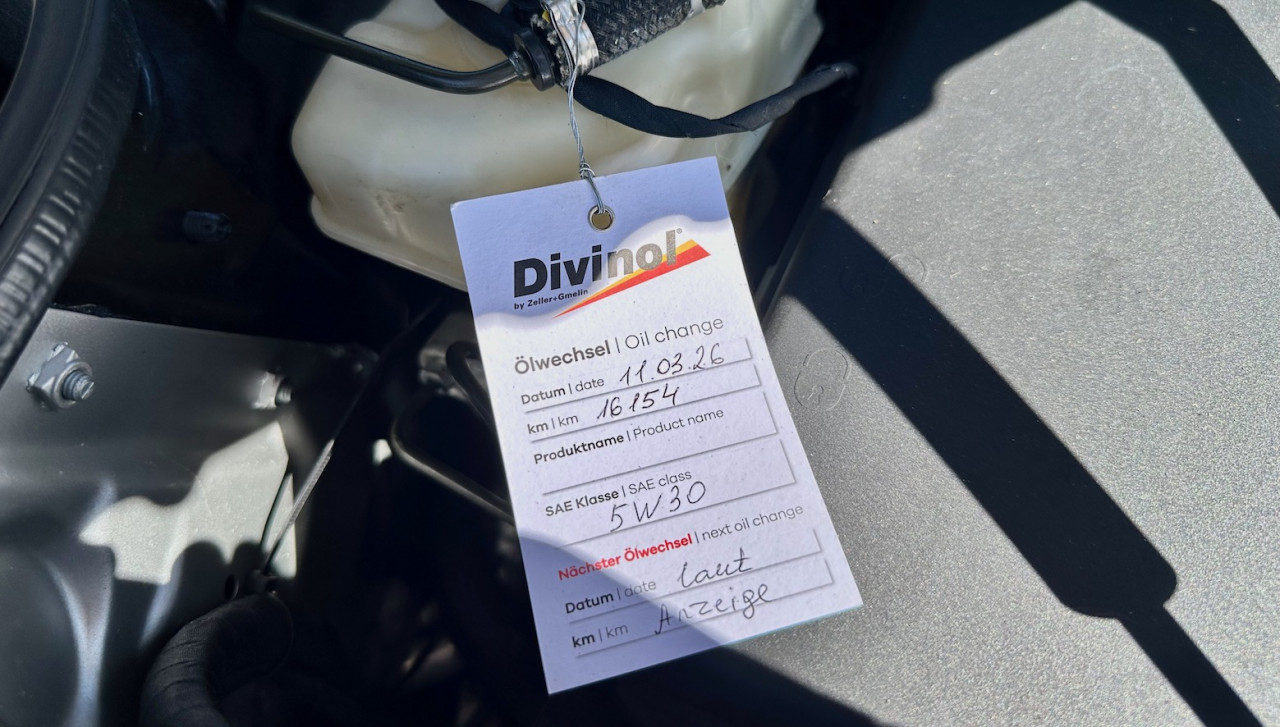 Divinol®
by Zeller+Gmelin
Ölwechsel | Oil change
Datum | date 11.03.26
km | km 16154
Produktname | Product name
SAE Klasse | SAE class
5W30
Nächster Ölwechsel | next oil change
Datum | date laut
km | km Anzeige